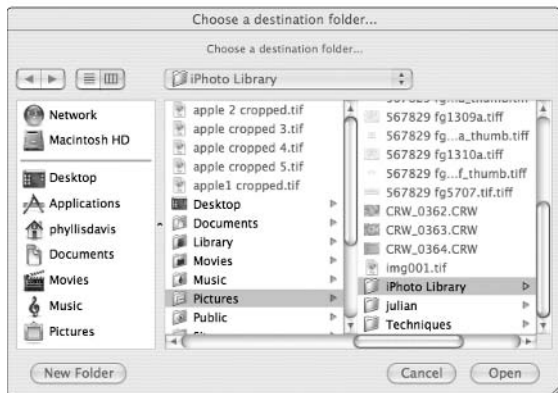 Choose a destination folder...
Choose a destination folder...
iPhoto Library
Network
Macintosh HD
Desktop
Applications
phyllisdavis
Documents
Movies
Music
Pictures
apple 2 cropped.tif
apple cropped 3.tif
apple cropped 4.tif
apple cropped 5.tif
apple1 cropped.tif
Desktop
Documents
Library
Movies
Music
Pictures
Public
567829 fg...a_thumb.tiff
567829 fg1309a.tiff
567829 fg...a_thumb.tiff
567829 fg1310a.tiff
567829 fg...f_thumb.tiff
567829 fg5707.tif.tiff
CRW_0362.CRW
CRW_0363.CRW
CRW_0364.CRW
img001.tif
iPhoto Library
julian
Techniques
New Folder
Cancel
Open